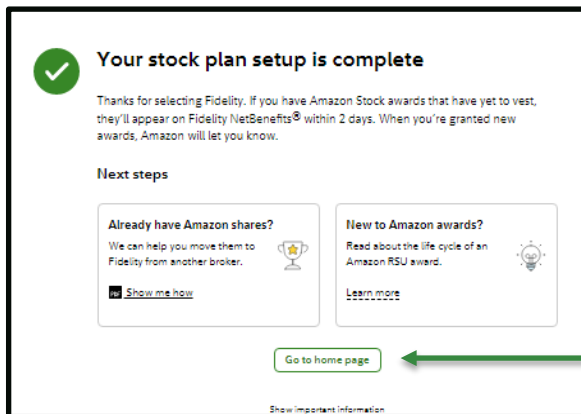 Your stock plan setup is complete
Thanks for selecting Fidelity. If you have Amazon Stock awards that have yet to vest,
they'll appear on Fidelity NetBenefits® within 2 days. When you're granted new
awards, Amazon will let you know.
Next steps
Already have Amazon shares?
We can help you move them to
Fidelity from another broker.
PDF Show me how
New to Amazon awards?
Read about the life cycle of an
Amazon RSU award.
Learn more
Go to home page
Show important information